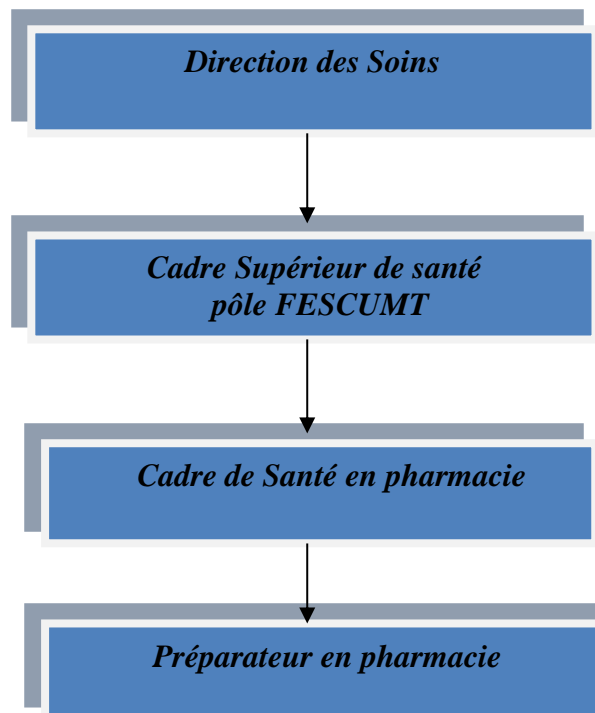 Direction des Soins
Cadre Supérieur de santé
pôle FESCUMT
Cadre de Santé en pharmacie
Préparateur en pharmacie